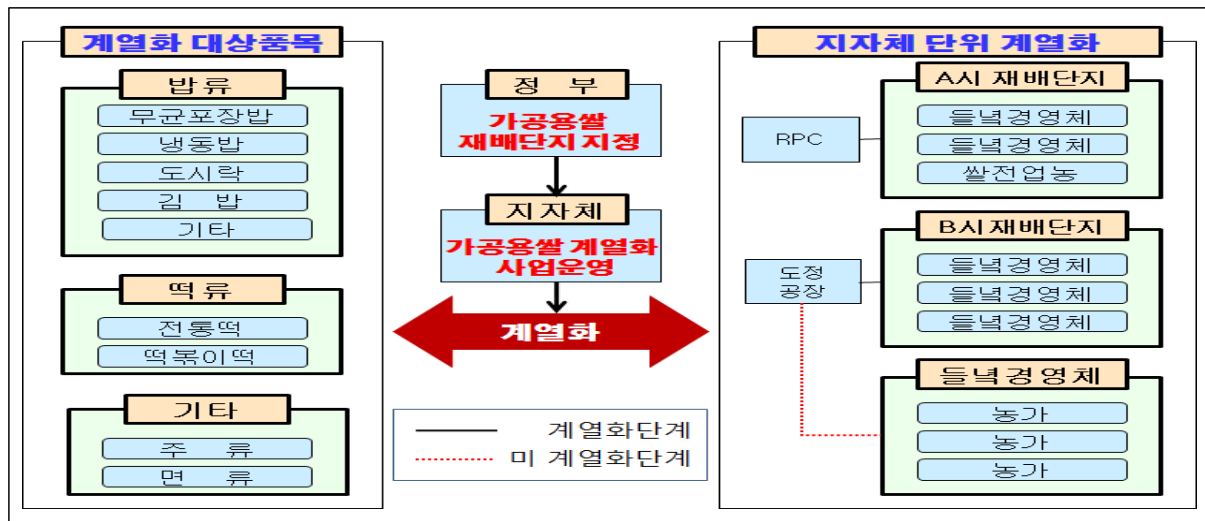 계열화 대상품목
밥류
무균포장밥
냉동밥
도시락
김 밥
기타
떡류
전통떡
떡볶이떡
기타
주 류
면 류
정 부
가공용쌀
재배단지 지정
지자체
가공용쌀 계열화
사업운영
계열화
계열화단계
미 계열화단계
지자체 단위 계열화
A시 재배단지
RPC
들녘경영체
들녘경영체
쌀전업농
B시 재배단지
도정
공장
들녘경영체
들녘경영체
들녘경영체
들녘경영체
농가
농가
농가